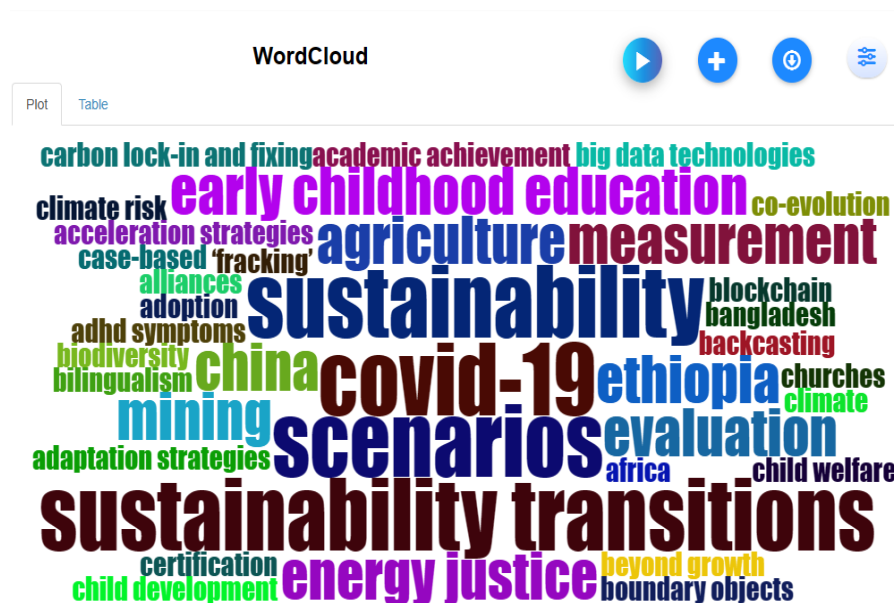 WordCloud
Plot Table
carbon lock-in and fixing academic achievement big data technologies
early childhood education
climate risk co-evolution
acceleration strategies agriculture measurement
case-based 'fracking'
alliances sustainability blockchain
adoption bangladesh
adhd symptoms backcasting
biodiversity china covid-19 ethiopia churches
bilingualism climate
mining scenarios evaluation
adaptation strategies africa child welfare
sustainability transitions
certification energy justice beyond growth
child development boundary objects